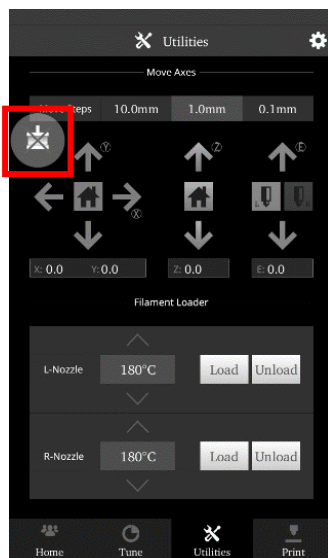 Utilities
Move Axes
Move Steps 10.0mm 1.0mm 0.1mm
Y Z E
L R
X
X: 0.0 Y: 0.0 Z: 0.0 E: 0.0
Filament Loader
L-Nozzle 180°C Load Unload
R-Nozzle 180°C Load Unload
Home Tune Utilities Print